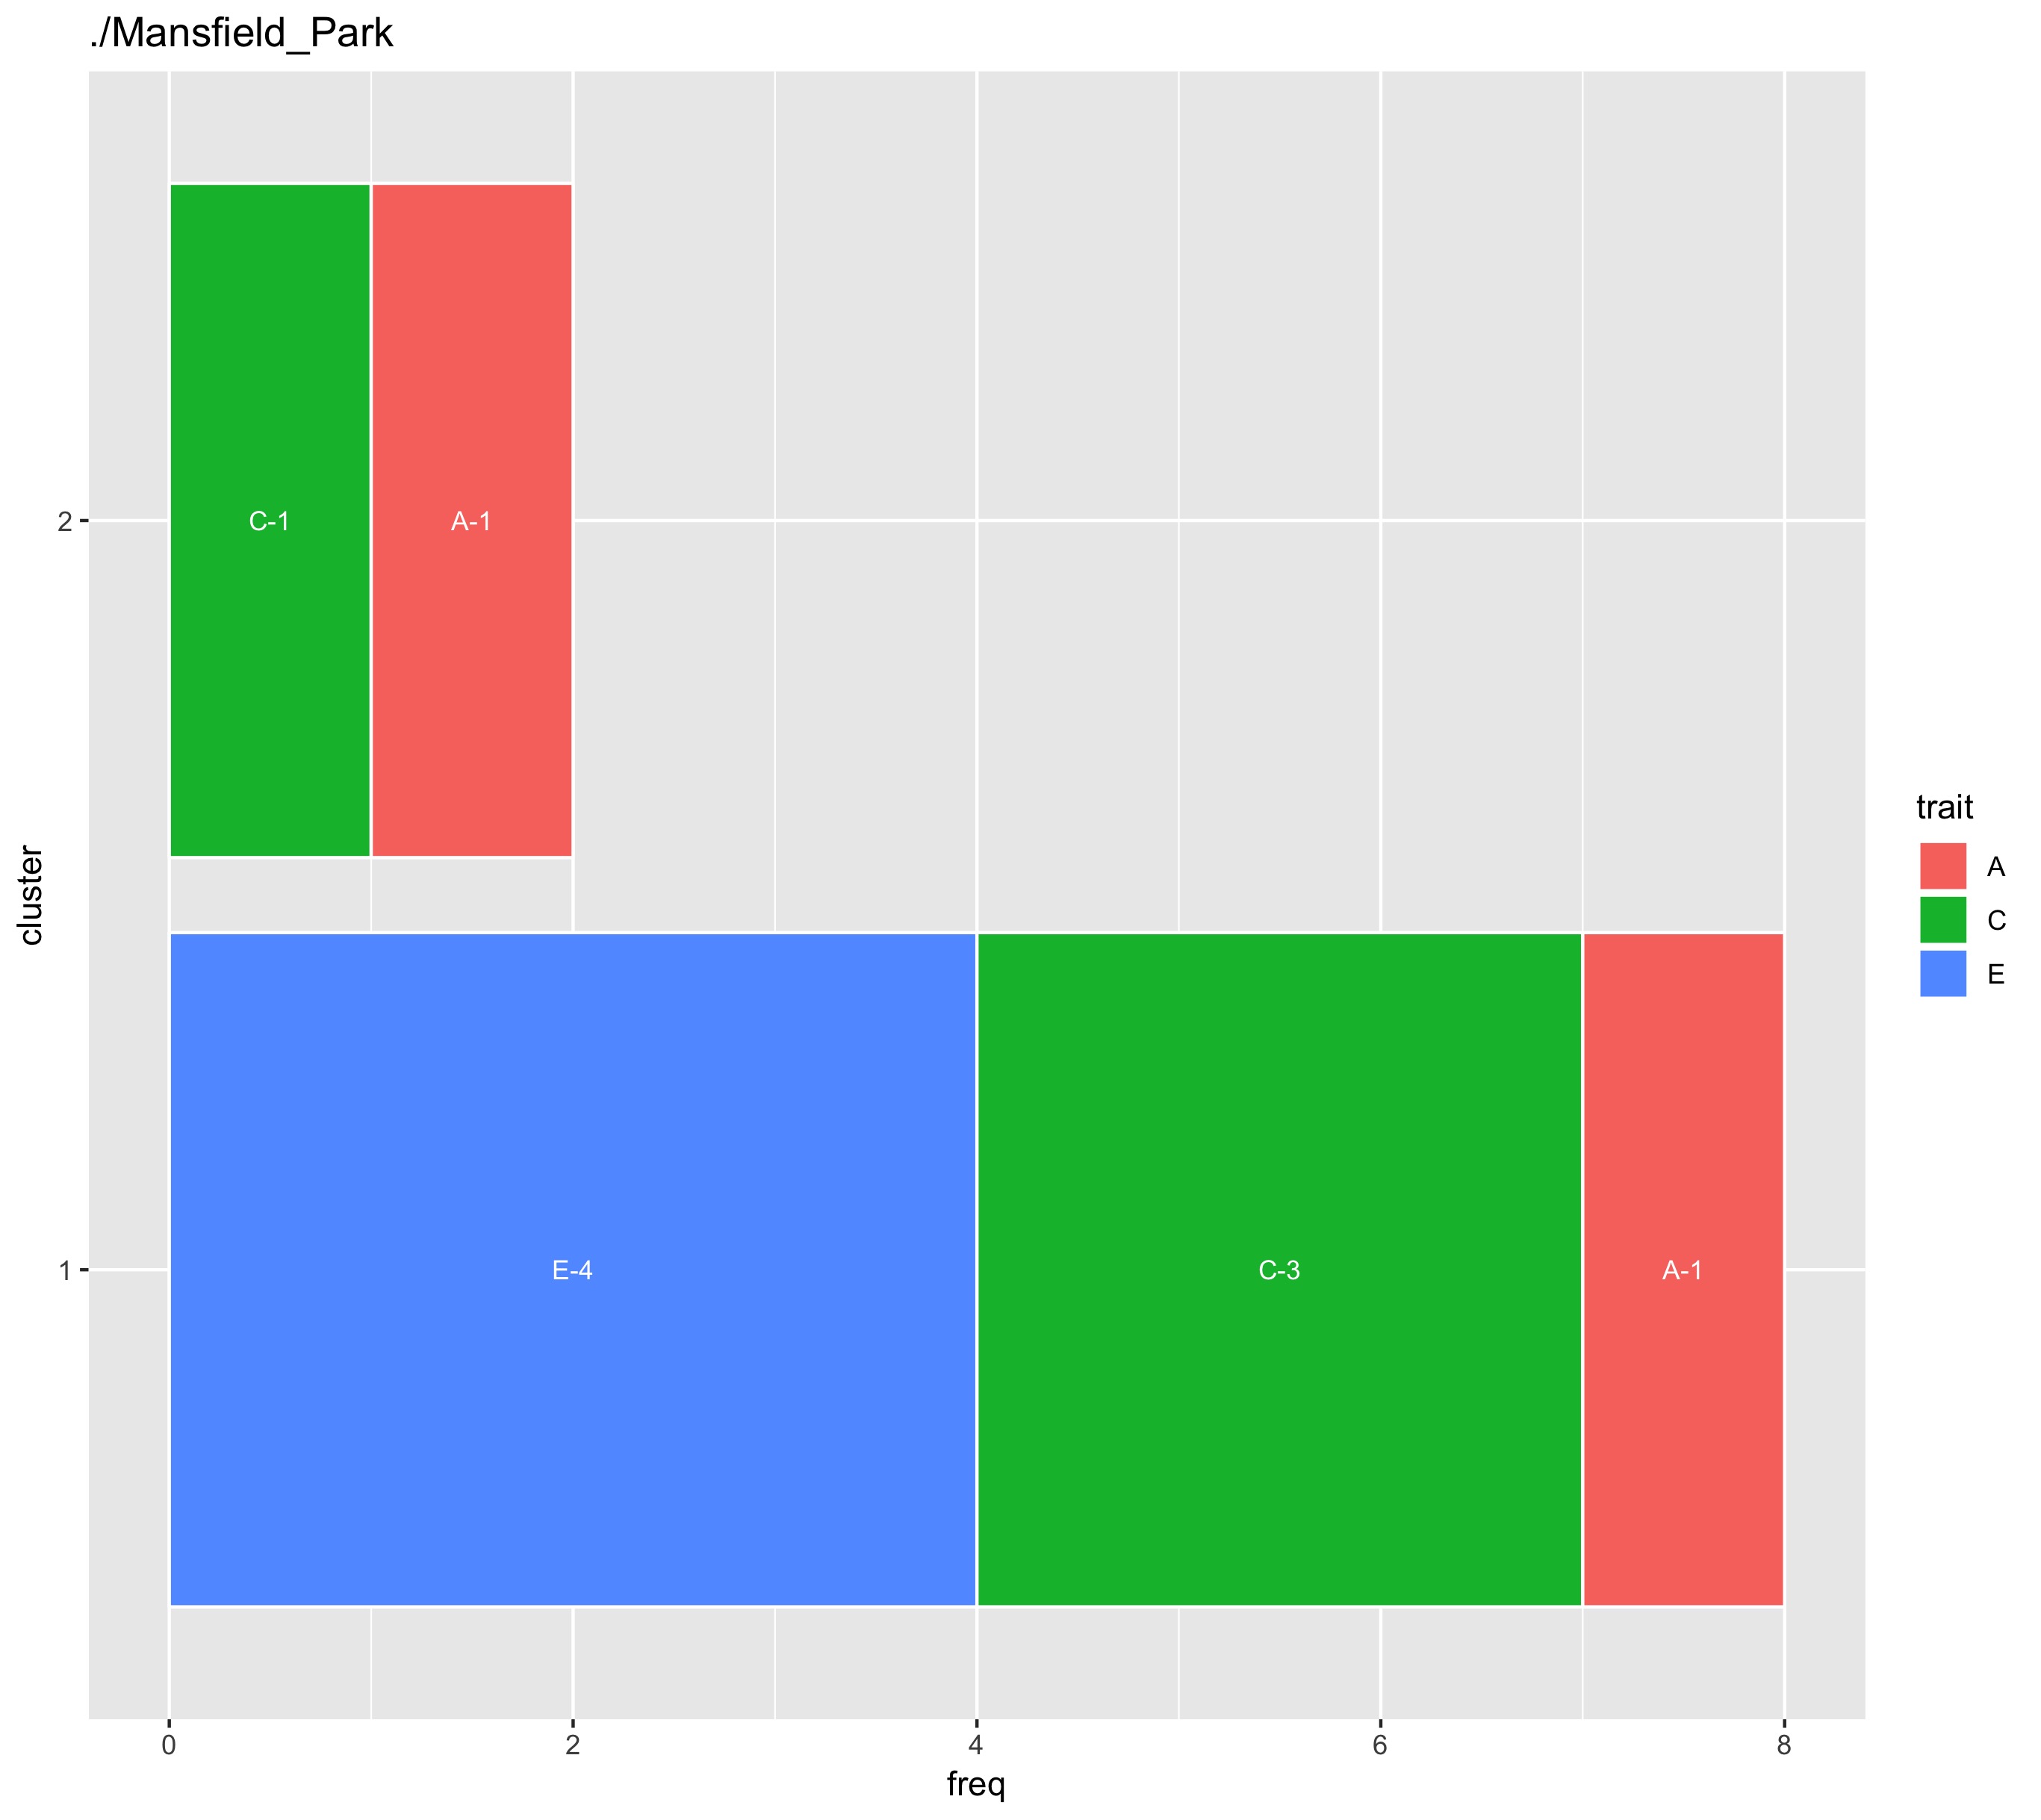 ./Mansfield_Park
cluster
2
C-1
A-1
1
E-4
C-3
A-1
0
2
4
6
8
freq
trait
A
C
E